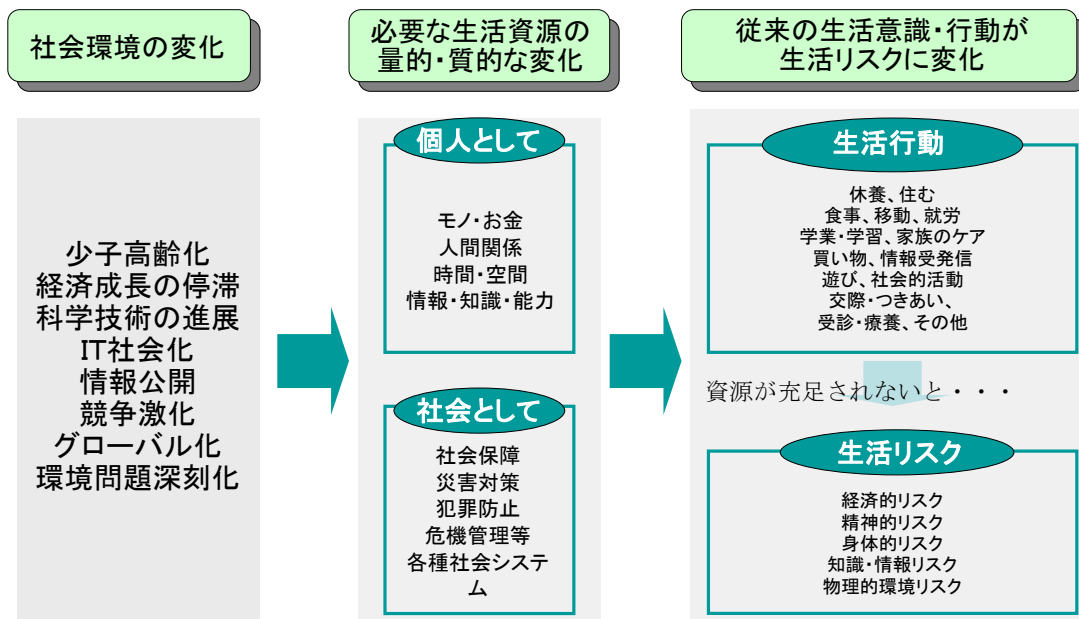 社会環境の変化
少子高齢化
経済成長の停滞
科学技術の進展
IT社会化
情報公開
競争激化
グローバル化
環境問題深刻化
必要な生活資源の
量的・質的な変化
個人として
モノ・お金
人間関係
時間・空間
情報・知識・能力
社会として
社会保障
災害対策
犯罪防止
危機管理等
各種社会システ
ム
従来の生活意識・行動が
生活リスクに変化
生活行動
休養、住む
食事、移動、就労
学業・学習、家族のケア
買い物、情報受発信
遊び、社会的活動
交際・つきあい、
受診・療養、その他
資源が充足されないと・・・
生活リスク
経済的リスク
精神的リスク
身体的リスク
知識・情報リスク
物理的環境リスク